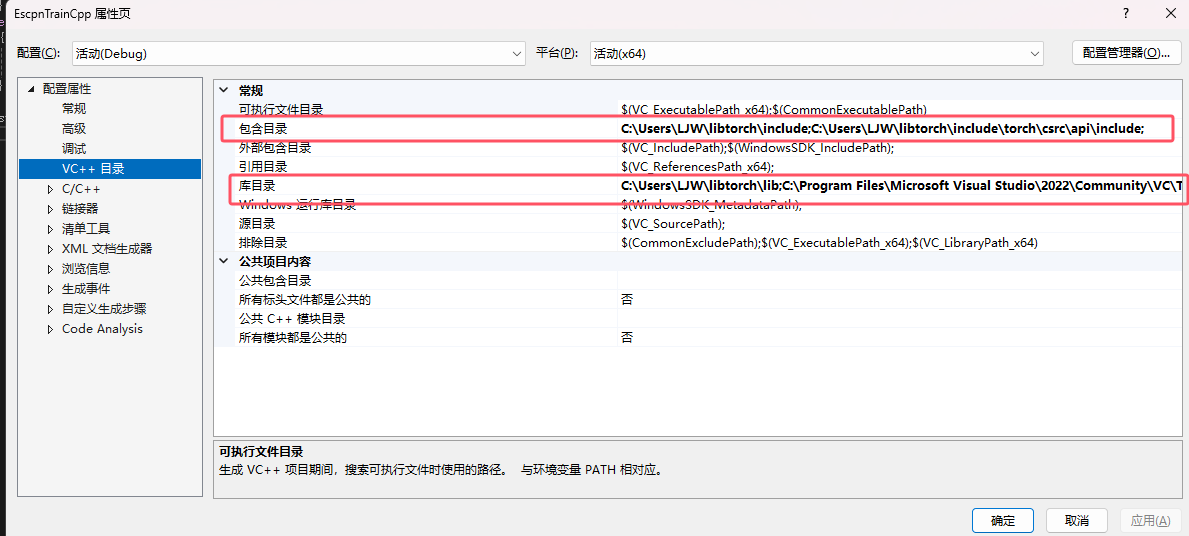 EscpnTrainCpp 属性页
配置(C): 活动(Debug) 平台(P): 活动(x64) 配置管理器(O)...
配置属性
常规
高级
调试
VC++ 目录
C/C++
链接器
清单工具
XML 文档生成器
浏览信息
生成事件
自定义生成步骤
Code Analysis
常规
可执行文件目录 $(VC_ExecutablePath_x64);$(CommonExecutablePath)
包含目录 C:\Users\LJW\libtorch\include;C:\Users\LJW\libtorch\include\torch\csrc\api\include;
外部包含目录 $(VC_IncludePath);$(WindowsSDK_IncludePath);
引用目录 $(VC_ReferencesPath_x64);
库目录 C:\Users\LJW\libtorch\lib;C:\Program Files\Microsoft Visual Studio\2022\Community\VC\T
Windows 运行库目录 $(WindowsSDK_MetadataPath);
源目录 $(VC_SourcePath);
排除目录 $(CommonExcludePath);$(VC_ExecutablePath_x64);$(VC_LibraryPath_x64)
公共项目内容
公共包含目录
所有标头文件都是公共的 否
公共 C++ 模块目录
所有模块都是公共的 否
可执行文件目录
生成 VC++ 项目期间，搜索可执行文件时使用的路径。 与环境变量 PATH 相对应。
确定 取消 应用(A)